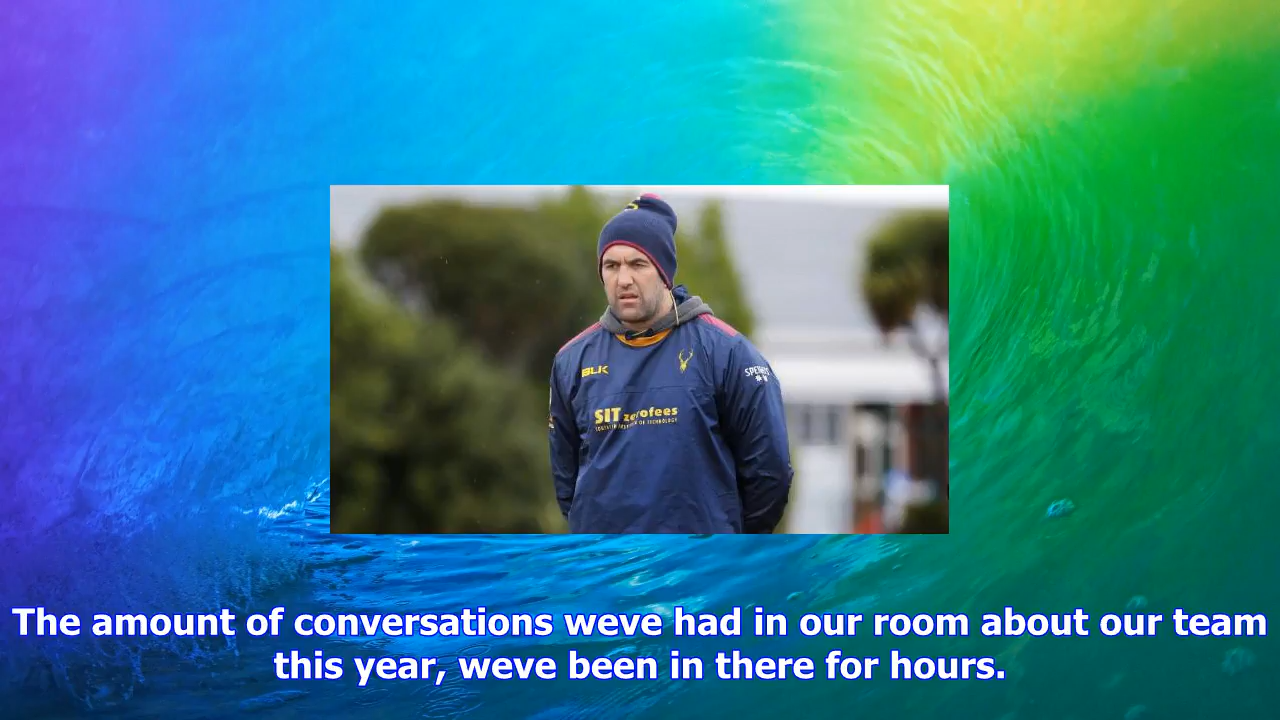 BLK
SPEIGHT'S
SIT zerofees
SOUTHERN INSTITUTE OF TECHNOLOGY
The amount of conversations weve had in our room about our team
this year, weve been in there for hours.